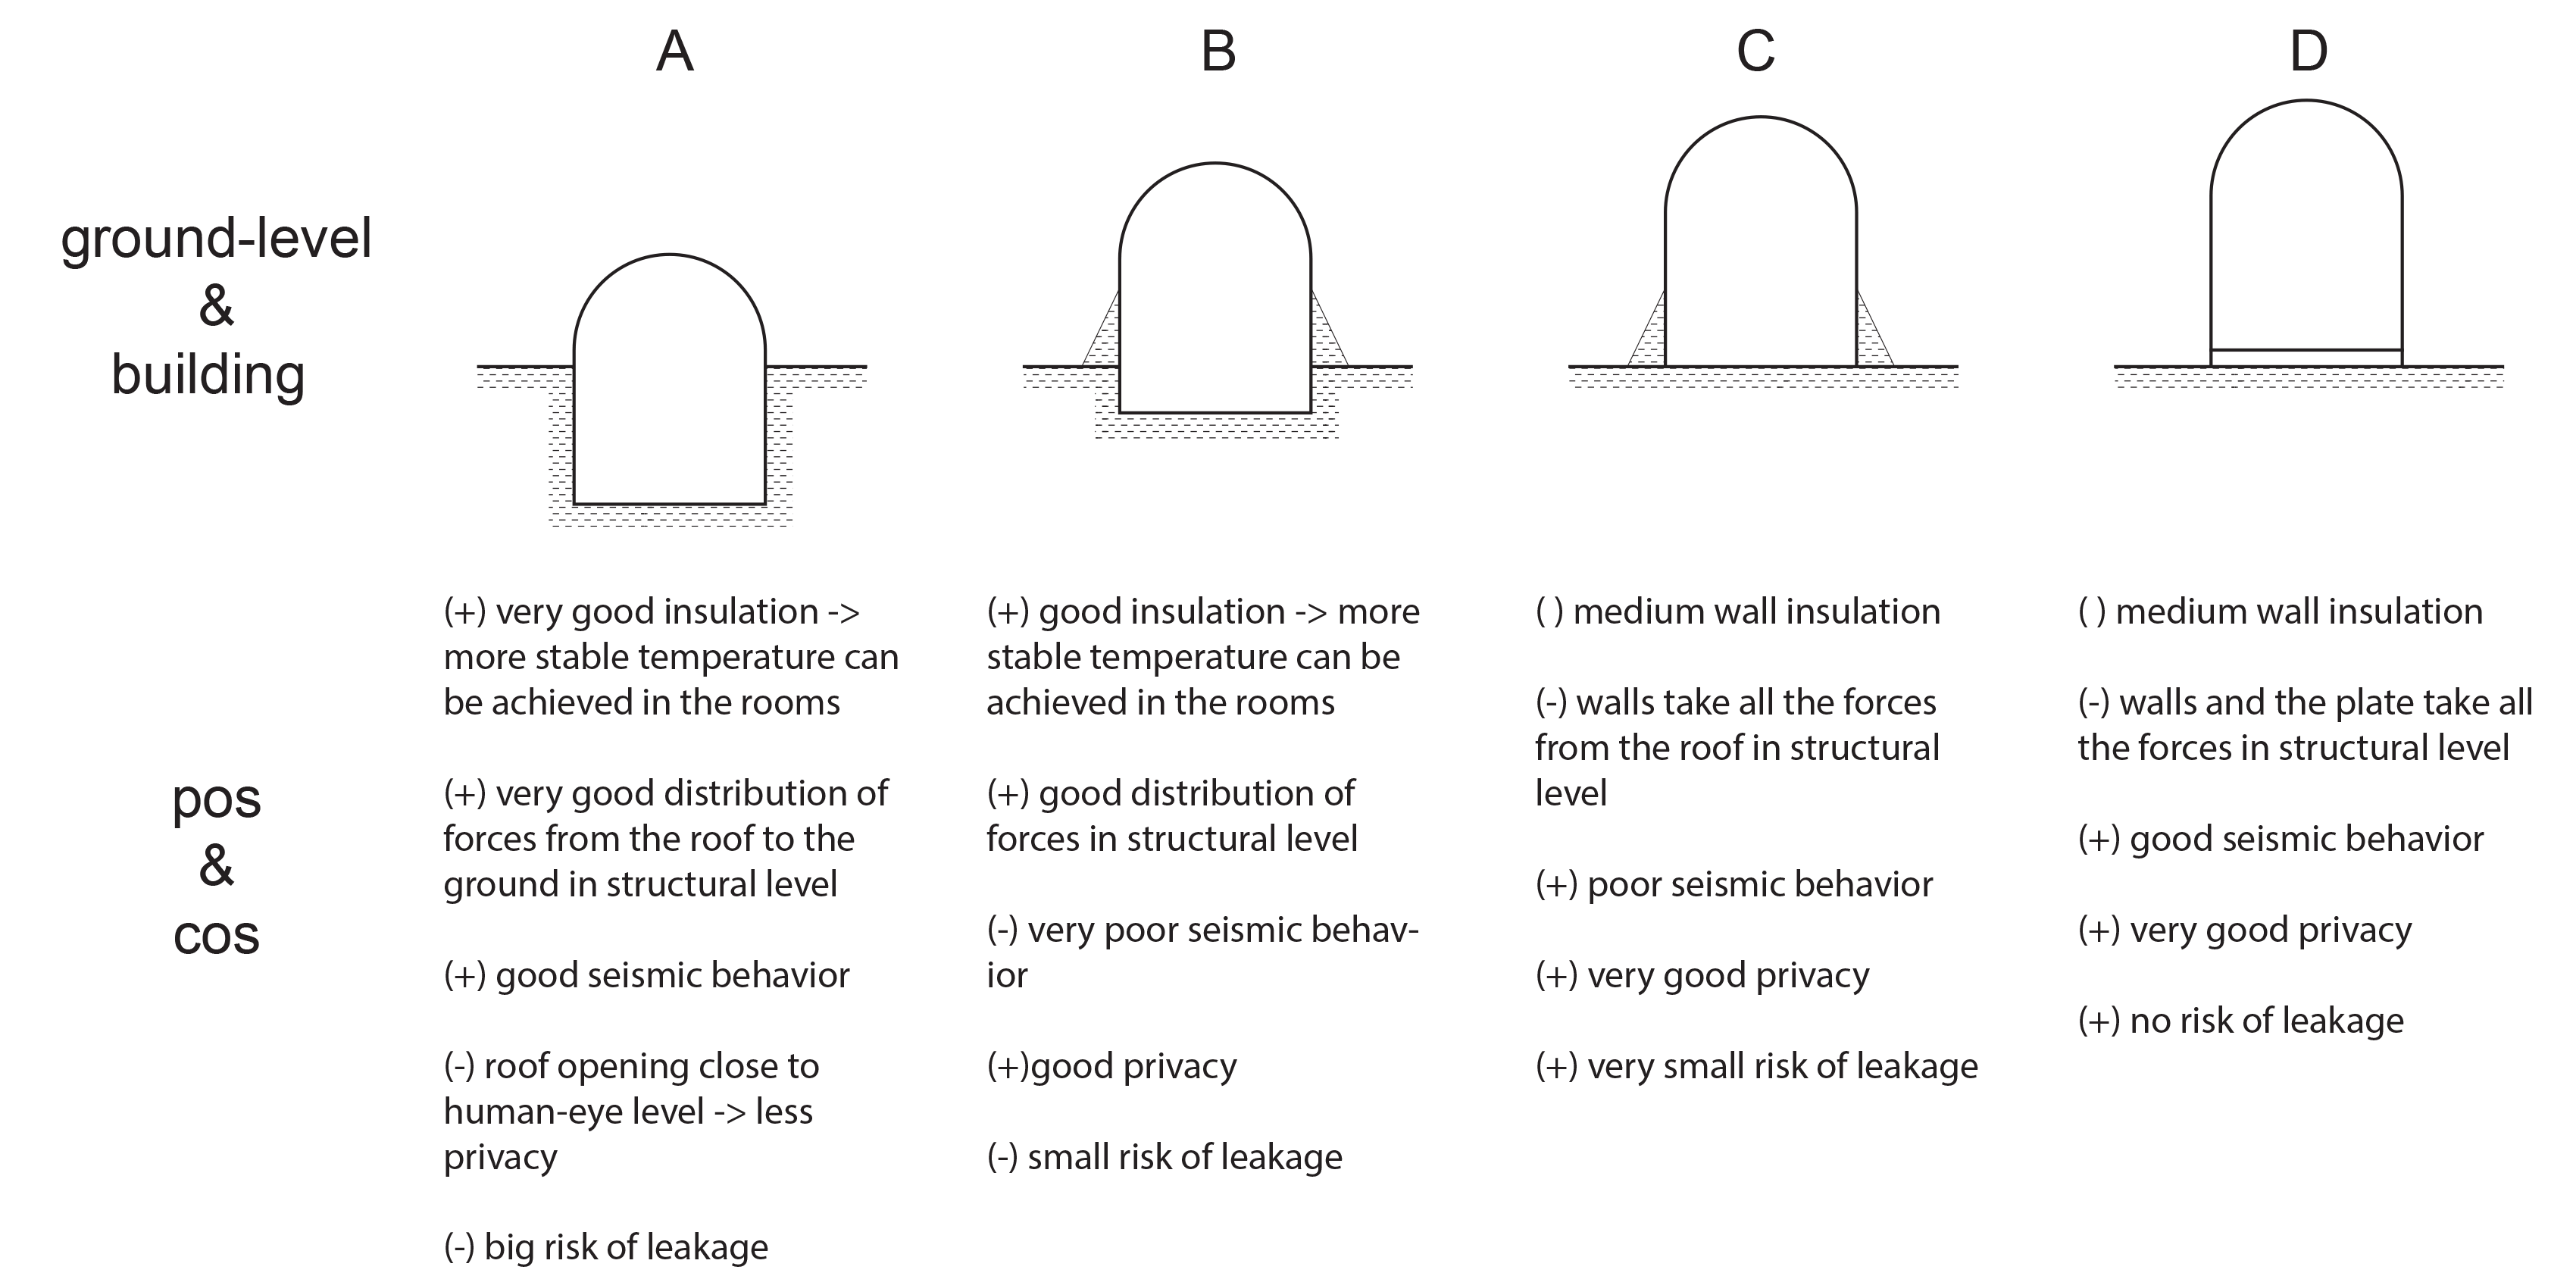 A
B
C
D
ground-level
&
building
pos
&
cos
(+) very good insulation ->
more stable temperature can
be achieved in the rooms
(+) very good distribution of
forces from the roof to the
ground in structural level
(+) good seismic behavior
(-) roof opening close to
human-eye level -> less
privacy
(-) big risk of leakage
(+) good insulation -> more
stable temperature can be
achieved in the rooms
(+) good distribution of
forces in structural level
(-) very poor seismic behav-
ior
(+)good privacy
(-) small risk of leakage
( ) medium wall insulation
(-) walls take all the forces
from the roof in structural
level
(+) poor seismic behavior
(+) very good privacy
(+) very small risk of leakage
( ) medium wall insulation
(-) walls and the plate take all
the forces in structural level
(+) good seismic behavior
(+) very good privacy
(+) no risk of leakage